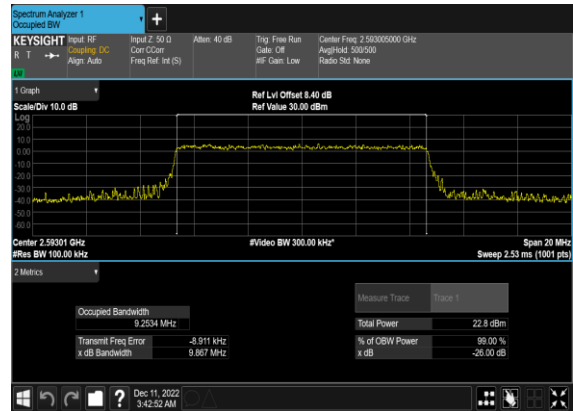 Spectrum Analyzer 1
Occupied BW
+
KEYSIGHT Input: RF Input Z: 50 Ω Atten: 40 dB Trig: Free Run Center Freq: 2.593005000 GHz
R T Coupling: DC Corr CCorr Gate: Off Avg|Hold: 500/500
Align: Auto Freq Ref: Int (S) #IF Gain: Low Radio Std: None
1 Graph
Ref Lvl Offset 8.40 dB
Scale/Div 10.0 dB Ref Value 30.00 dBm
Log
20.0
10.0
0.00
-10.0
-20.0
-30.0
-40.0
-50.0
-60.0
Center 2.59301 GHz #Video BW 300.00 kHz* Span 20 MHz
#Res BW 100.00 kHz Sweep 2.53 ms (1001 pts)
2 Metrics
Measure Trace Trace 1
Occupied Bandwidth
9.2534 MHz Total Power 22.8 dBm
Transmit Freq Error -8.911 kHz % of OBW Power 99.00 %
x dB Bandwidth 9.867 MHz x dB -26.00 dB
? Dec 11, 2022
3:42:52 AM